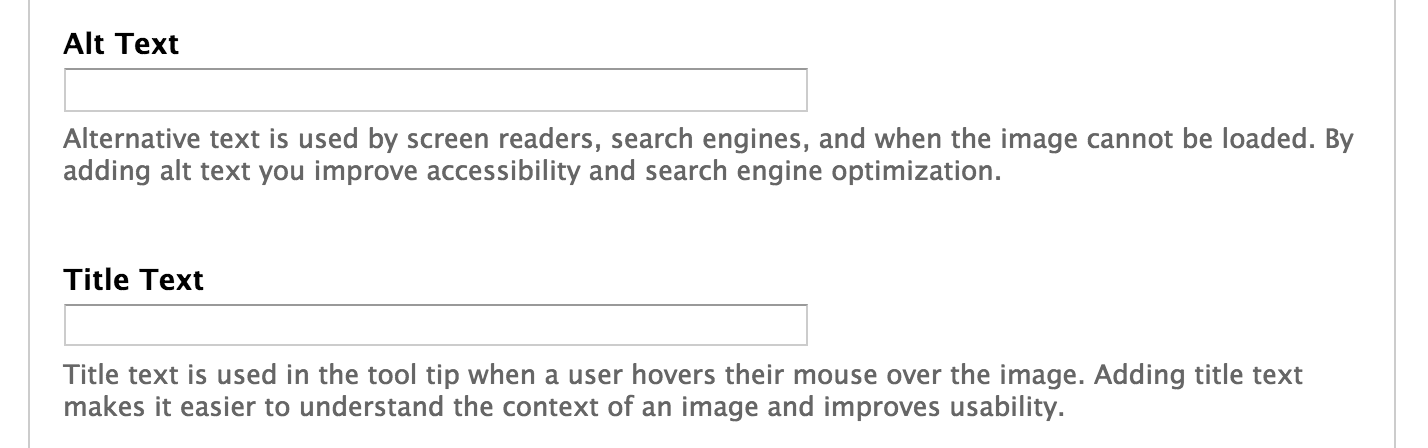 Alt Text
Alternative text is used by screen readers, search engines, and when the image cannot be loaded. By
adding alt text you improve accessibility and search engine optimization.
Title Text
Title text is used in the tool tip when a user hovers their mouse over the image. Adding title text
makes it easier to understand the context of an image and improves usability.